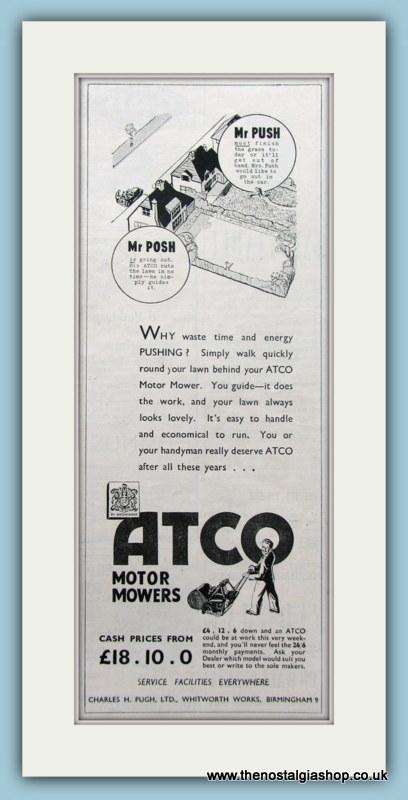 Mr PUSH
must finish
the grass to-
day or it'll
get out of
hand. Mrs. Push
would like to
go out in
the car.
Mr POSH
is going out.
His ATCO cuts
the lawn in no
time—he sim-
ply guides
it.
WHY waste time and energy
PUSHING? Simply walk quickly
round your lawn behind your ATCO
Motor Mower. You guide—it does
the work, and your lawn always
looks lovely. It's easy to handle
and economical to run. You or
your handyman really deserve ATCO
after all these years . . .
ATCO
MOTOR
MOWERS
CASH PRICES FROM
£18.10.0
£4.12.6 down and an ATCO
could be at work this very week-
end, and you'll never feel the 24/6
monthly payments. Ask your
Dealer which model would suit you
best or write to the sole makers.
SERVICE FACILITIES EVERYWHERE
CHARLES H. PUGH, LTD., WHITWORTH WORKS, BIRMINGHAM 9
www.thenostalgiashop.co.uk